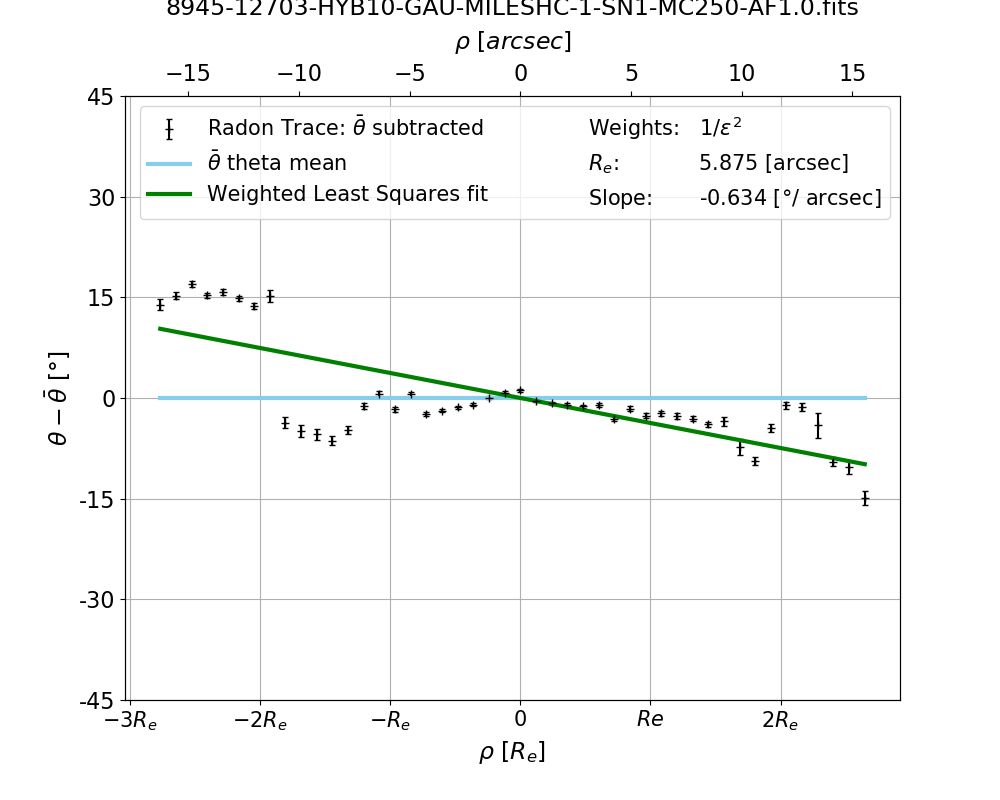 8945-12703-HYB10-GAU-MILESHC-1-SN1-MC250-AF1.0.fits
ρ [arcsec]
−15 −10 −5 0 5 10 15
45
Radon Trace: θ̄ subtracted
θ̄ theta mean
Weighted Least Squares fit
Weights: 1/ε²
Rₑ: 5.875 [arcsec]
Slope: -0.634 [°/ arcsec]
30
15
0
-15
-30
-45
θ − θ̄ [°]
−3Rₑ −2Rₑ −Rₑ 0 Re 2Rₑ
ρ [Rₑ]